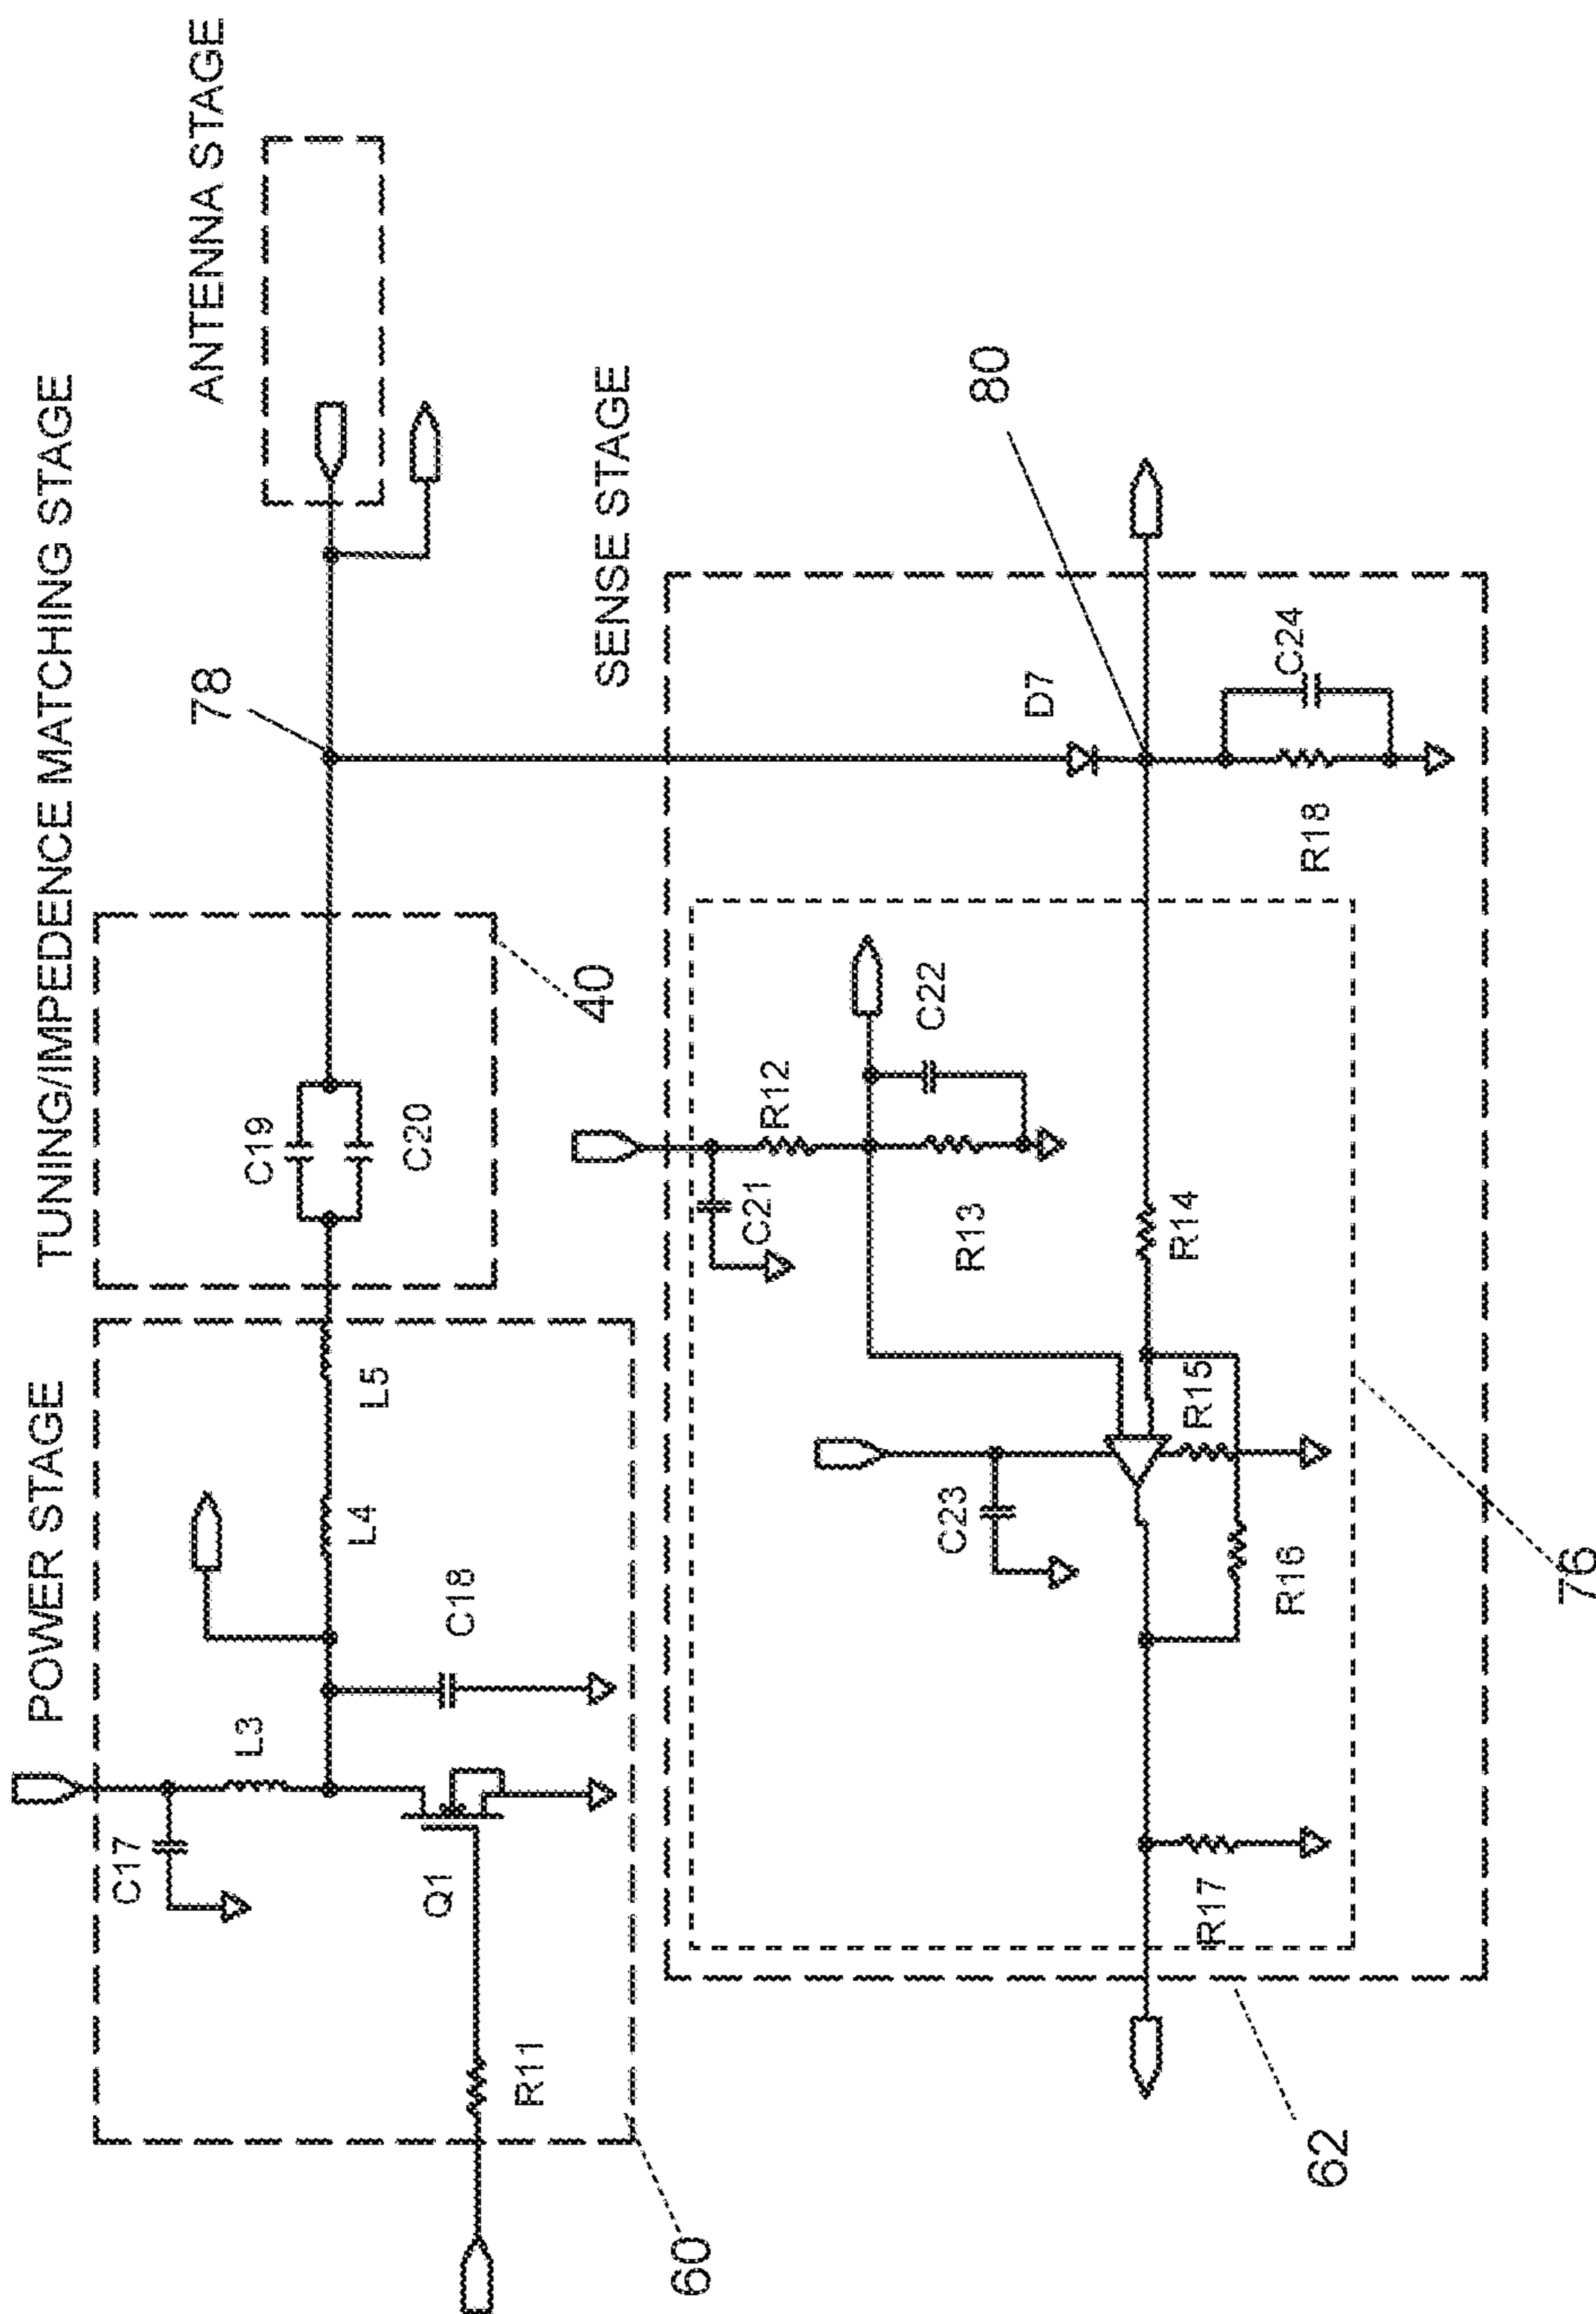 POWER STAGE
TUNING/IMPEDENCE MATCHING STAGE
ANTENNA STAGE
C17
L3
Q1
R11
C18
L4
L5
C19
C20
40
78
60
SENSE STAGE
C21
R12
C22
R13
C23
R14
R15
R16
R17
D7
80
R18
C24
62
76